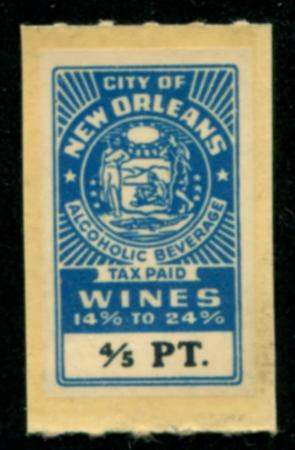 CITY OF
NEW ORLEANS
ALCOHOLIC BEVERAGE
TAX PAID
WINES
14% TO 24%
4/5 PT.